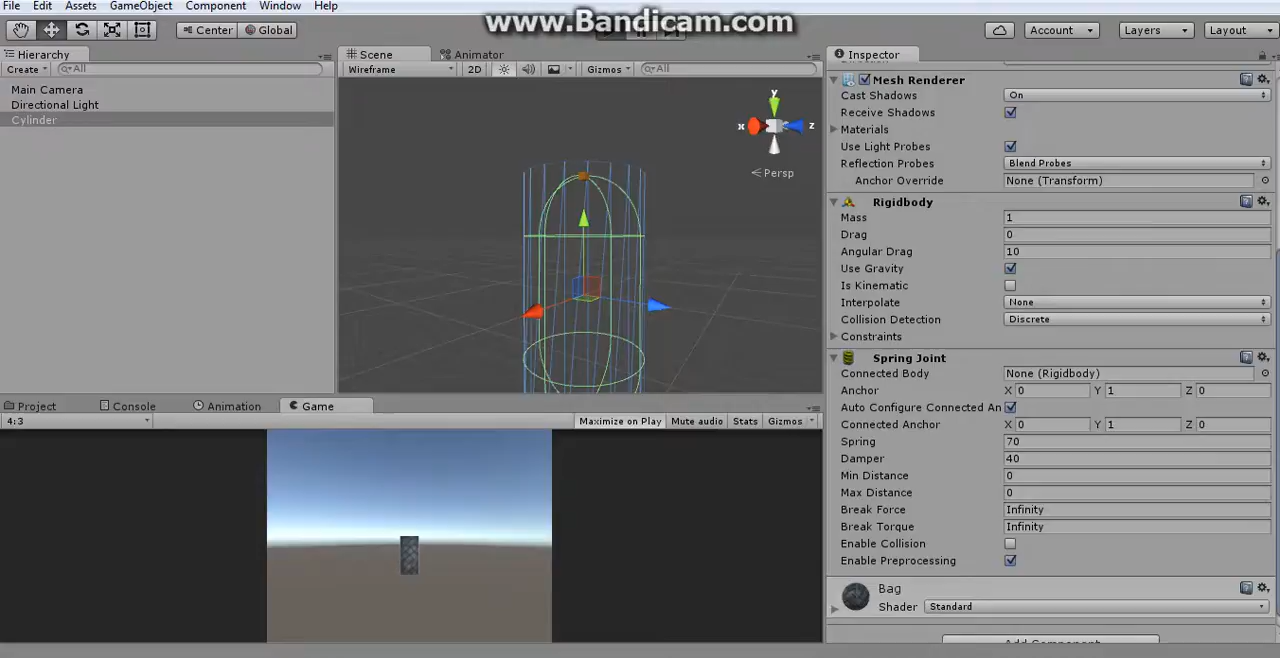 File Edit Assets GameObject Component Window Help
www.Bandicam.com
Center Global Account Layers Layout
Hierarchy
Create All
Main Camera
Directional Light
Cylinder
Scene Animator
Wireframe 2D Gizmos All
y
x z
Persp
Project Console Animation Game
4:3 Maximize on Play Mute audio Stats Gizmos
Inspector
Mesh Renderer
Cast Shadows On
Receive Shadows
Materials
Use Light Probes
Reflection Probes Blend Probes
Anchor Override None (Transform)
Rigidbody
Mass 1
Drag 0
Angular Drag 10
Use Gravity
Is Kinematic
Interpolate None
Collision Detection Discrete
Constraints
Spring Joint
Connected Body None (Rigidbody)
Anchor X 0 Y 1 Z 0
Auto Configure Connected An
Connected Anchor X 0 Y 1 Z 0
Spring 70
Damper 40
Min Distance 0
Max Distance 0
Break Force Infinity
Break Torque Infinity
Enable Collision
Enable Preprocessing
Bag
Shader Standard
Add Component